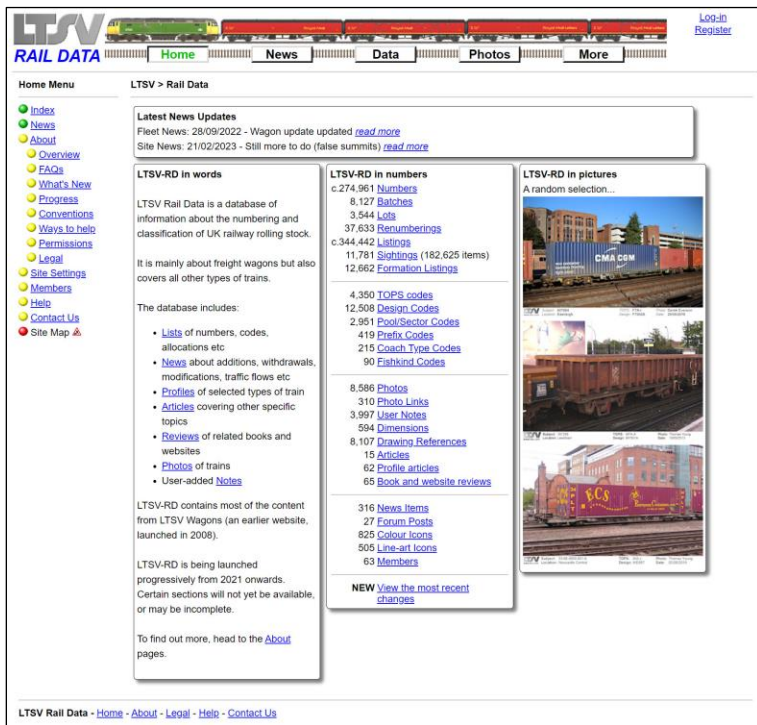 LTSV
RAIL DATA
Home
News
Data
Photos
More
Log-in
Register
Home Menu
Index
News
About
Overview
FAQs
What's New
Progress
Conventions
Ways to help
Permissions
Legal
Site Settings
Members
Help
Contact Us
Site Map
LTSV > Rail Data
Latest News Updates
Fleet News: 28/09/2022 - Wagon update updated read more
Site News: 21/02/2023 - Still more to do (false summits) read more
LTSV-RD in words
LTSV Rail Data is a database of
information about the numbering and
classification of UK railway rolling stock.
It is mainly about freight wagons but also
covers all other types of trains.
The database includes:
• Lists of numbers, codes,
allocations etc
• News about additions, withdrawals,
modifications, traffic flows etc
• Profiles of selected types of train
• Articles covering other specific
topics
• Reviews of related books and
websites
• Photos of trains
• User-added Notes
LTSV-RD contains most of the content
from LTSV Wagons (an earlier website,
launched in 2008).
LTSV-RD is being launched
progressively from 2021 onwards.
Certain sections will not yet be available,
or may be incomplete.
To find out more, head to the About
pages.
LTSV-RD in numbers
c.274,961 Numbers
8,127 Batches
3,544 Lots
37,633 Renumberings
c.344,442 Listings
11,781 Sightings (182,625 items)
12,662 Formation Listings
4,350 TOPS codes
12,508 Design Codes
2,951 Pool/Sector Codes
419 Prefix Codes
215 Coach Type Codes
90 Fishkind Codes
8,586 Photos
310 Photo Links
3,997 User Notes
594 Dimensions
8,107 Drawing References
15 Articles
62 Profile articles
65 Book and website reviews
316 News Items
27 Forum Posts
825 Colour Icons
505 Line-art Icons
63 Members
NEW View the most recent
changes
LTSV-RD in pictures
A random selection...
CMA CGM
ECS
LTSV Rail Data - Home - About - Legal - Help - Contact Us